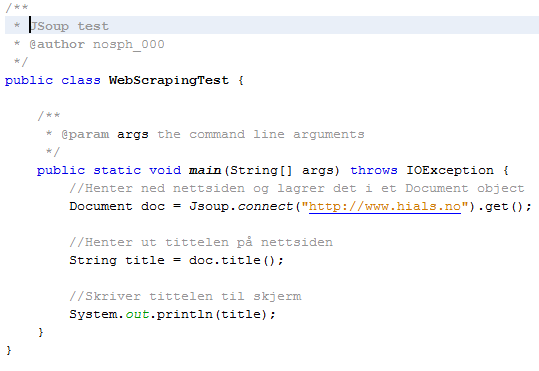 /**
 * JSoup test
 * @author nosph_000
 */
public class WebScrapingTest {

    /**
     * @param args the command line arguments
     */
    public static void main(String[] args) throws IOException {
        //Henter ned nettsiden og lagrer det i et Document object
        Document doc = Jsoup.connect("http://www.hials.no").get();

        //Henter ut tittelen på nettsiden
        String title = doc.title();

        //Skriver tittelen til skjerm
        System.out.println(title);
    }
}